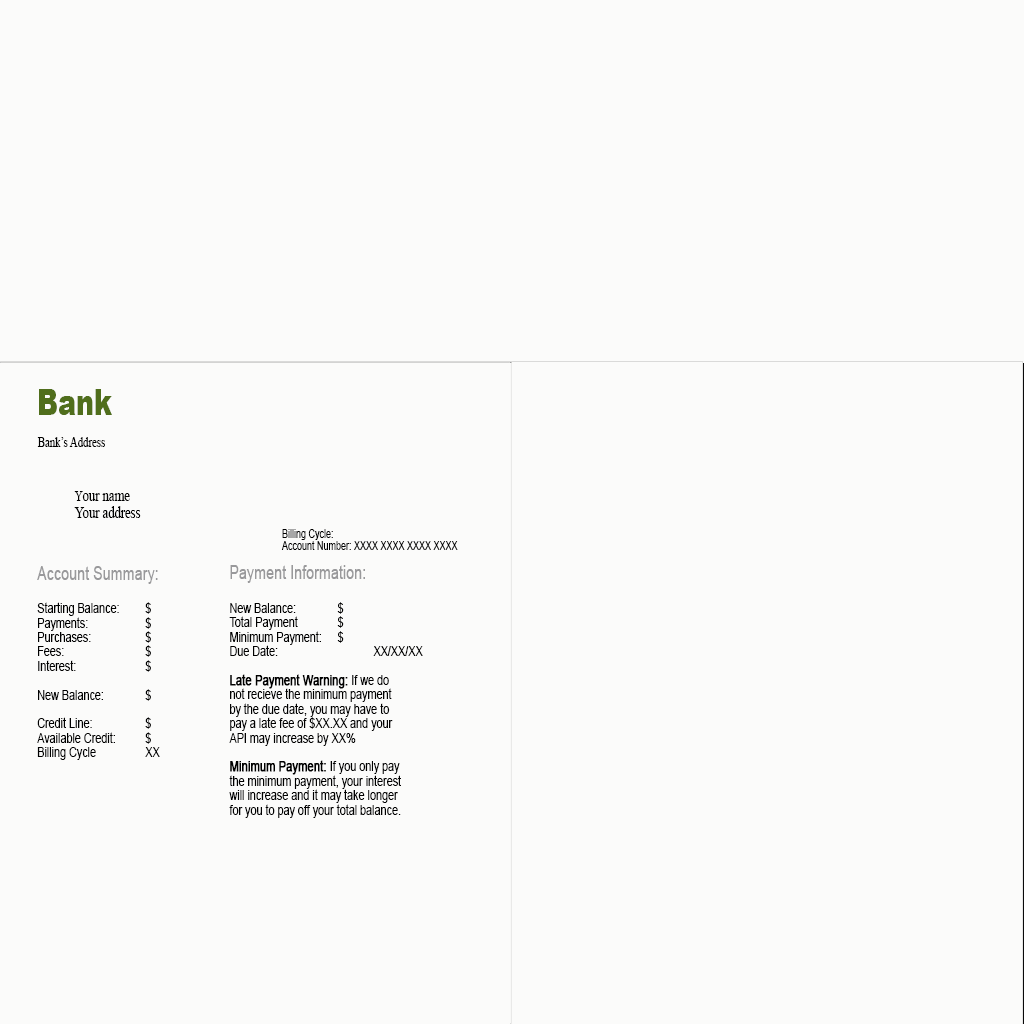 Bank
Bank's Address
Your name
Your address
Billing Cycle:
Account Number: XXXX XXXX XXXX XXXX
Account Summary:
Starting Balance: $
Payments: $
Purchases: $
Fees: $
Interest: $
New Balance: $
Credit Line: $
Available Credit: $
Billing Cycle XX
Payment Information:
New Balance: $
Total Payment $
Minimum Payment: $
Due Date: XX/XX/XX
Late Payment Warning: If we do
not recieve the minimum payment
by the due date, you may have to
pay a late fee of $XX.XX and your
API may increase by XX%
Minimum Payment: If you only pay
the minimum payment, your interest
will increase and it may take longer
for you to pay off your total balance.